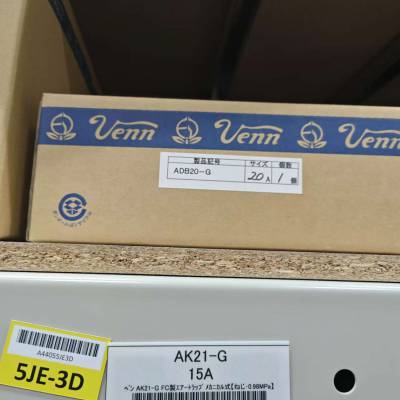 Venn Venn Venn
製品記号 サイズ 個数
ADB20-G 20A 1個
A44055JE3D
5JE-3D
AK21-G
15A
ベン AK21-G FC製エアートラップ メカニカル式【ねじ・0.98MPa】